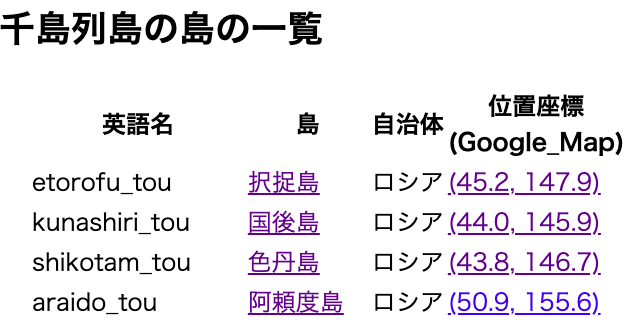 千島列島の島の一覧
英語名 島 自治体 位置座標
(Google_Map)
etorofu_tou 択捉島 ロシア (45.2, 147.9)
kunashiri_tou 国後島 ロシア (44.0, 145.9)
shikotam_tou 色丹島 ロシア (43.8, 146.7)
araido_tou 阿頼度島 ロシア (50.9, 155.6)